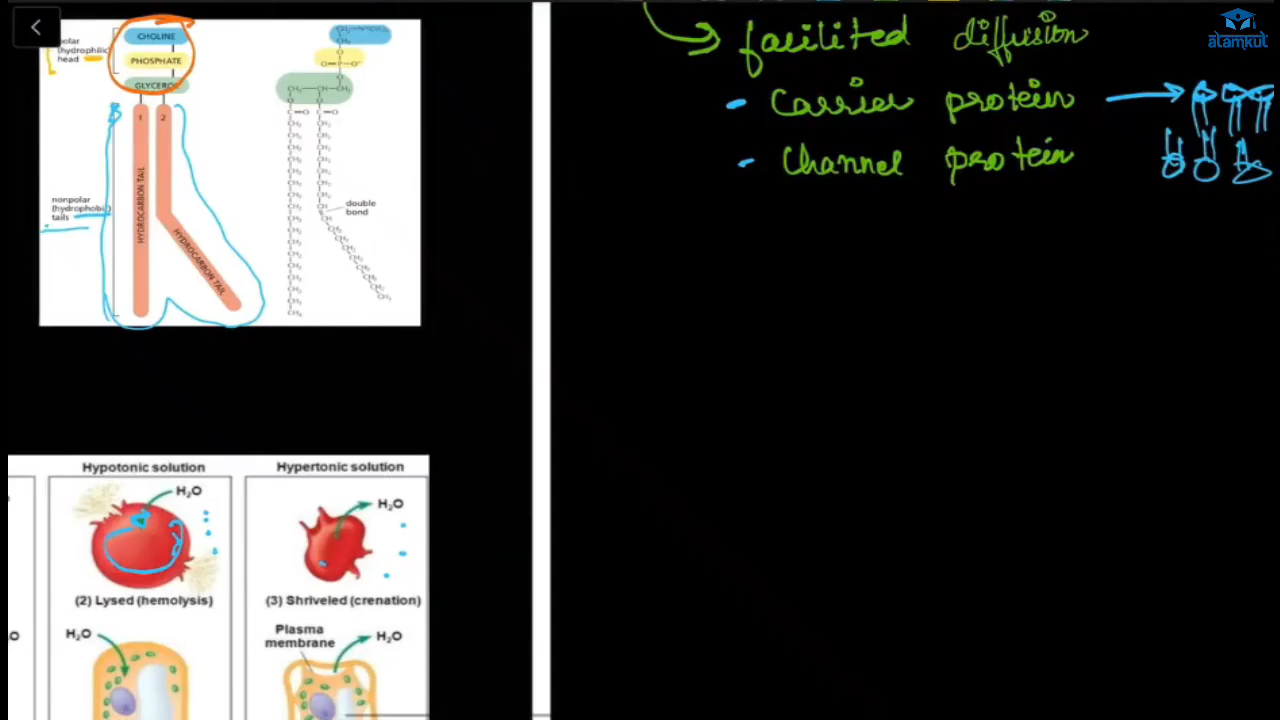 CHOLINE
polar
(hydrophilic)
head
PHOSPHATE
GLYCEROL
1 2
HYDROCARBON TAIL
HYDROCARBON TAIL
nonpolar
(hydrophobic)
tails
double
bond
facilited diffusion
• Carrier protein
• Channel protein
atamkut
Hypotonic solution
H₂O
(2) Lysed (hemolysis)
H₂O
Hypertonic solution
H₂O
(3) Shriveled (crenation)
Plasma
membrane
H₂O